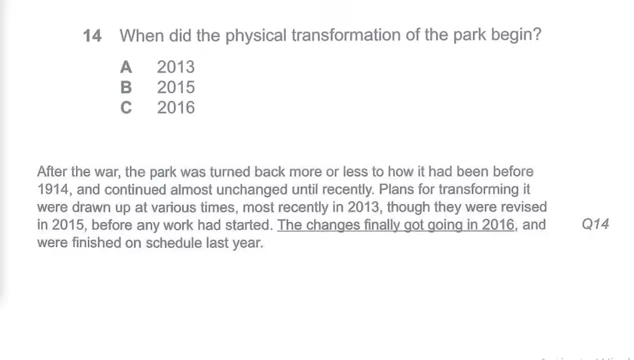 14 When did the physical transformation of the park begin?
A 2013
B 2015
C 2016
After the war, the park was turned back more or less to how it had been before
1914, and continued almost unchanged until recently. Plans for transforming it
were drawn up at various times, most recently in 2013, though they were revised
in 2015, before any work had started. The changes finally got going in 2016, and Q14
were finished on schedule last year.